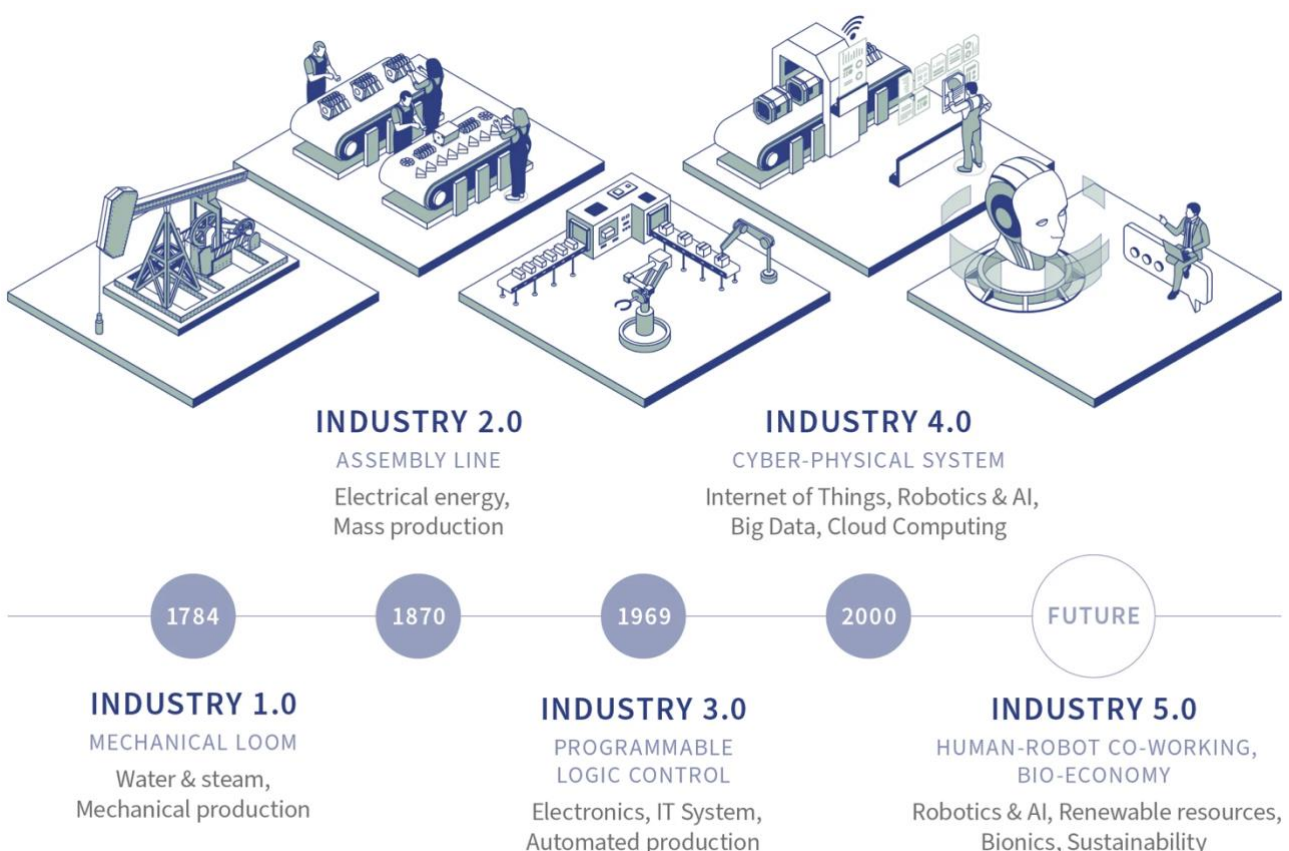 INDUSTRY 2.0
ASSEMBLY LINE
Electrical energy,
Mass production
INDUSTRY 4.0
CYBER-PHYSICAL SYSTEM
Internet of Things, Robotics & AI,
Big Data, Cloud Computing
1784
1870
1969
2000
FUTURE
INDUSTRY 1.0
MECHANICAL LOOM
Water & steam,
Mechanical production
INDUSTRY 3.0
PROGRAMMABLE
LOGIC CONTROL
Electronics, IT System,
Automated production
INDUSTRY 5.0
HUMAN-ROBOT CO-WORKING,
BIO-ECONOMY
Robotics & AI, Renewable resources,
Bionics, Sustainability